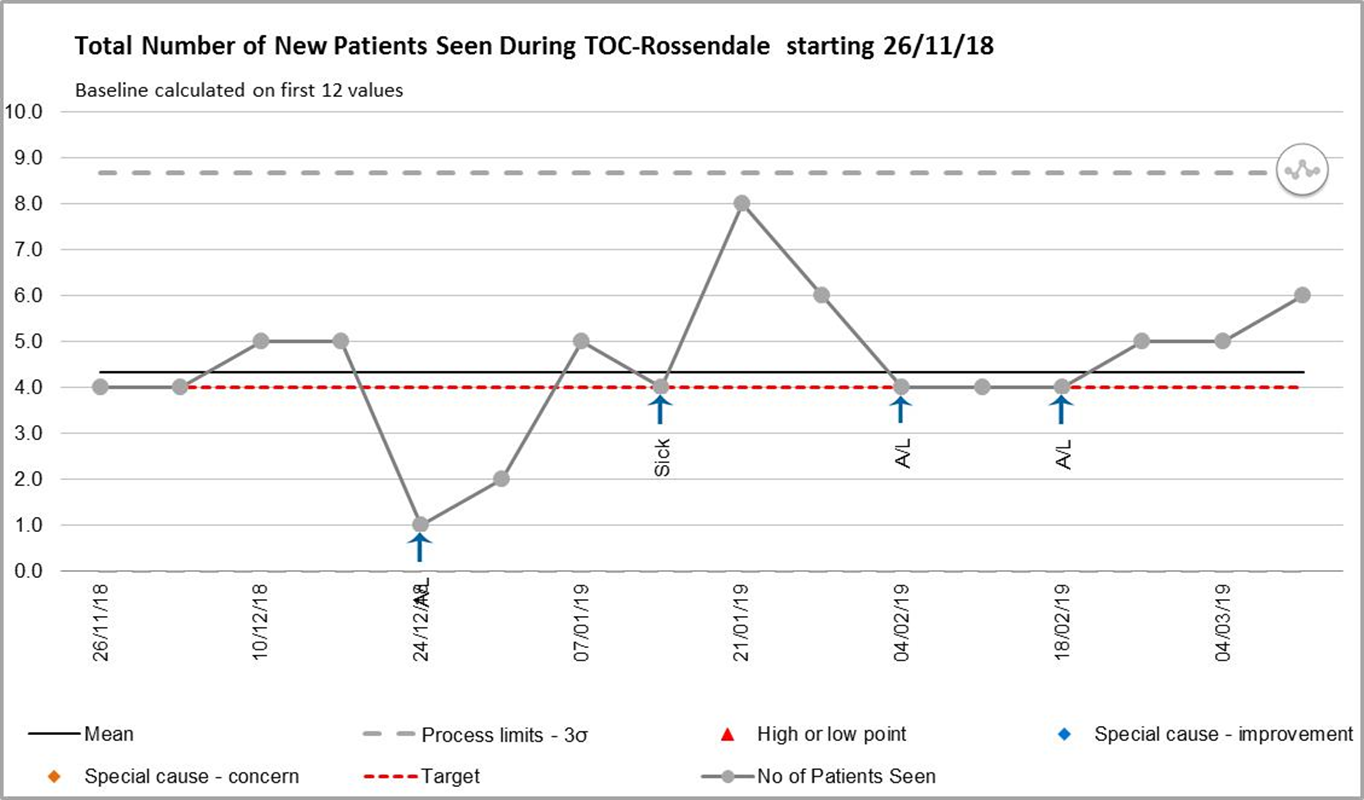 Total Number of New Patients Seen During TOC-Rossendale starting 26/11/18
Baseline calculated on first 12 values
10.0
9.0
8.0
7.0
6.0
5.0
4.0
3.0
2.0
1.0
0.0
Sick
A/L
A/L
A/L
26/11/18
10/12/18
24/12/18
07/01/19
21/01/19
04/02/19
18/02/19
04/03/19
Mean
Process limits - 3σ
High or low point
Special cause - improvement
Special cause - concern
Target
No of Patients Seen